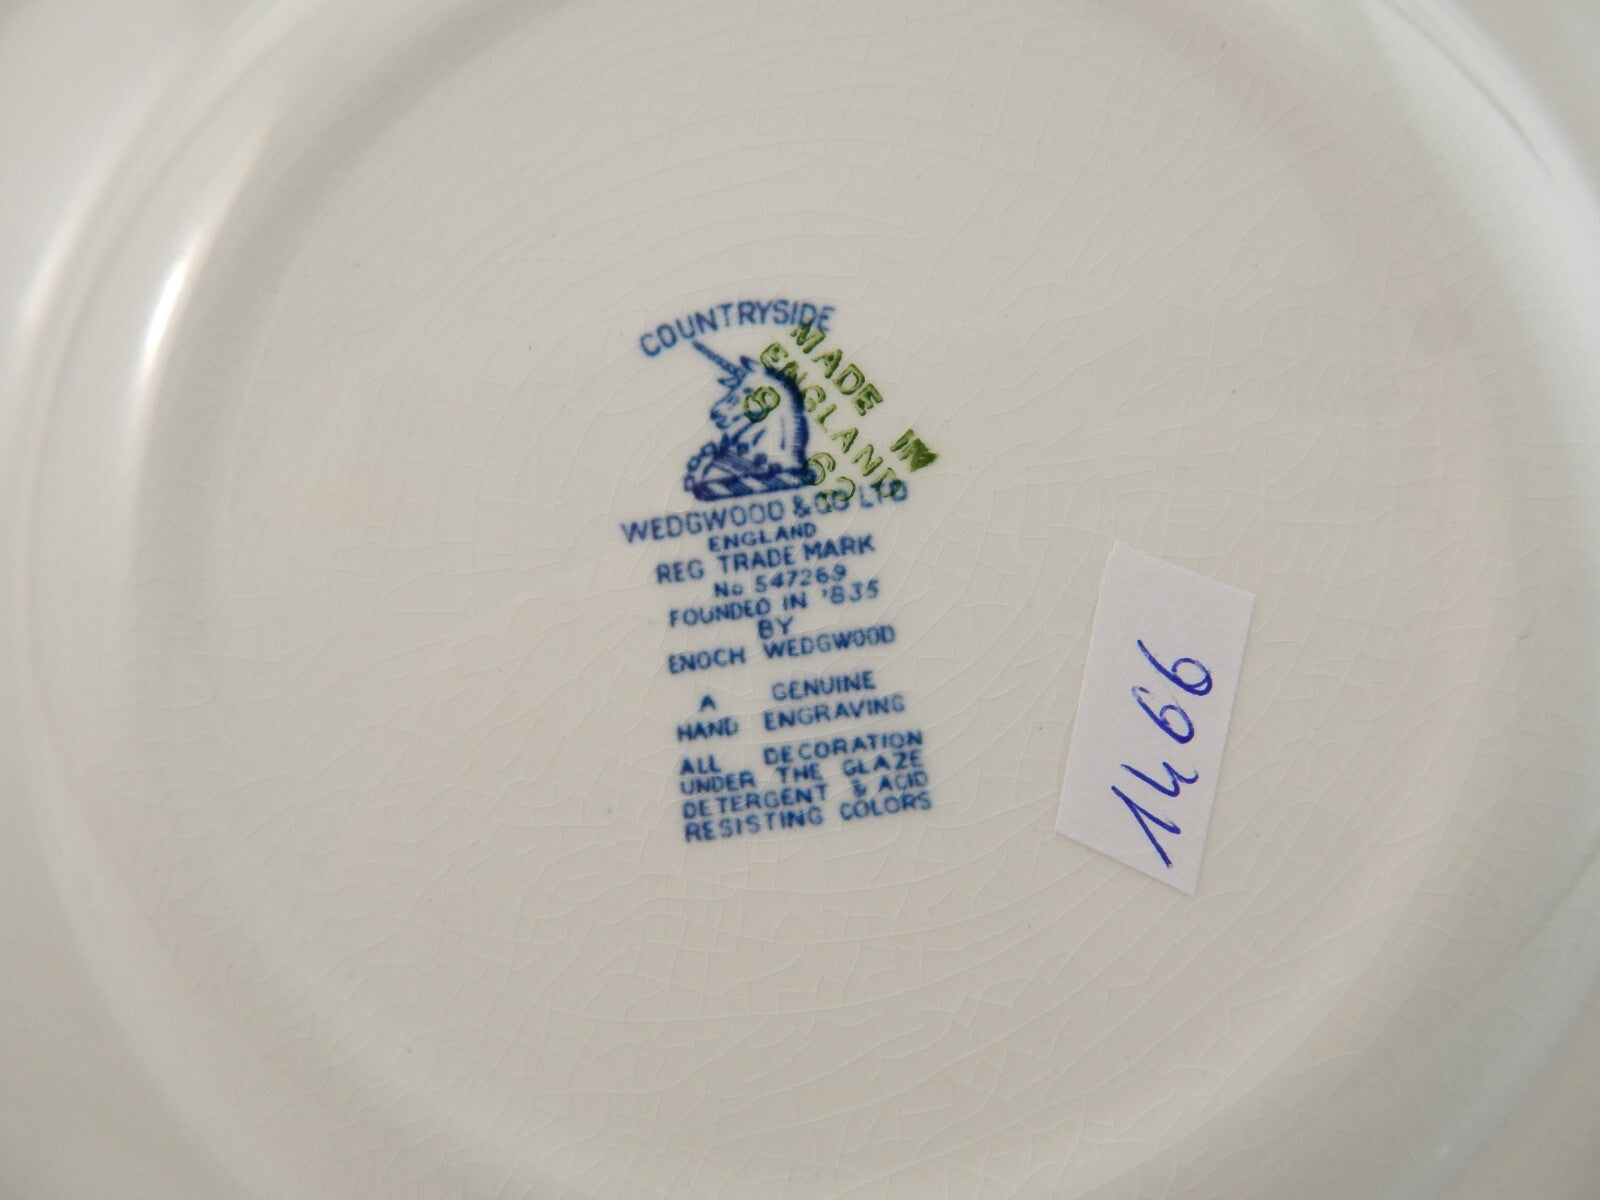 COUNTRYSIDE
MADE IN
ENGLAND
WEDGWOOD & CO LTD
ENGLAND
REG TRADE MARK
No 547269
FOUNDED IN '835
BY
ENOCH WEDGWOOD
A GENUINE
HAND ENGRAVING
ALL DECORATION
UNDER THE GLAZE
DETERGENT & ACID
RESISTING COLORS
1466